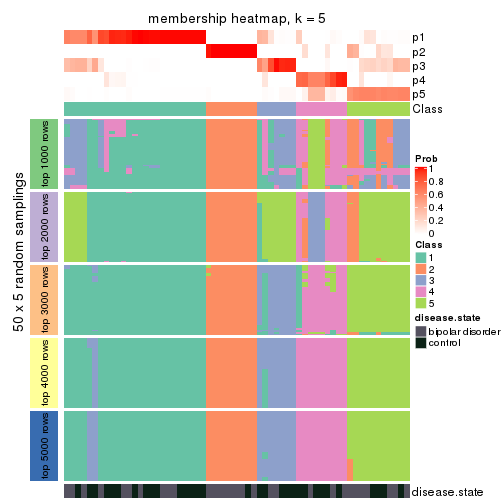 membership heatmap, k = 5
p1
p2
p3
p4
p5
Class
50 x 5 random samplings
top 1000 rows
top 2000 rows
top 3000 rows
top 4000 rows
top 5000 rows
Prob
1
0.8
0.6
0.4
0.2
0
Class
1
2
3
4
5
disease.state
bipolar disorder
control
disease.state